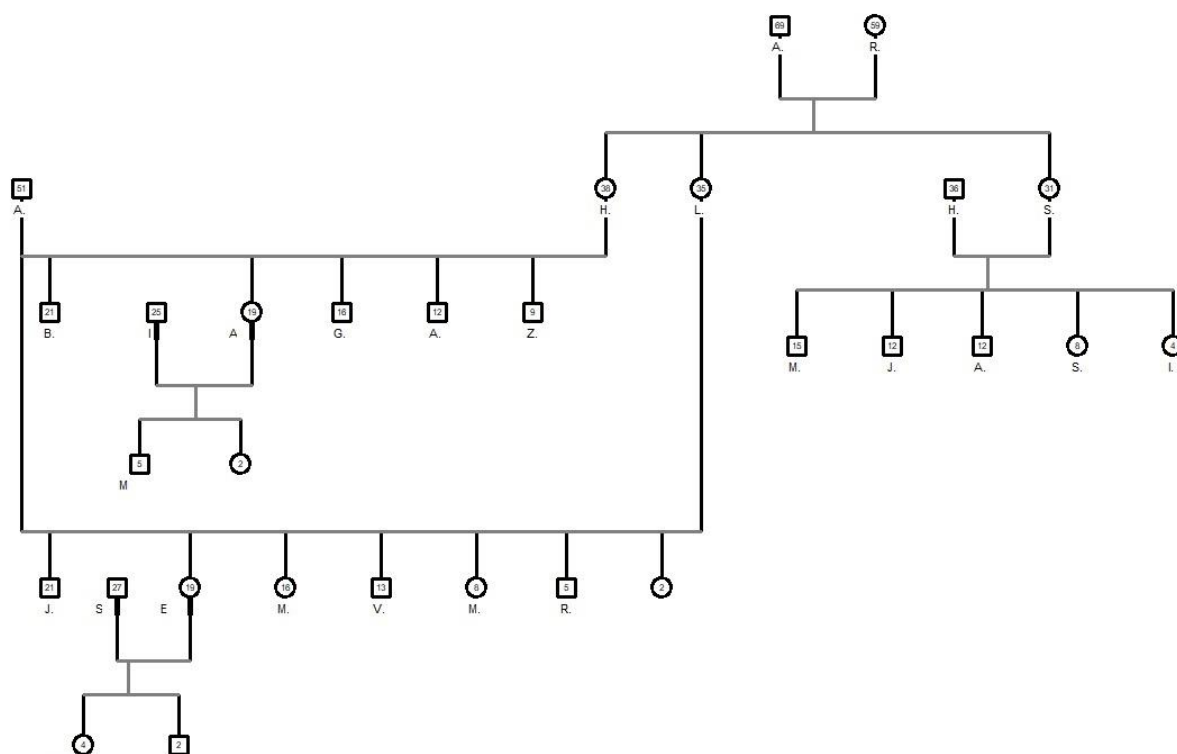 69 59
A. R.
51 38 35 36 31
A. H. L. H. S.
21 25 19 16 12 9
B. I A G. A. Z.
15 12 12 8 4
M. J. A. S. I.
5 2
M
21 27 19 16 13 8 5 2
J. S E M. V. M. R.
4 2